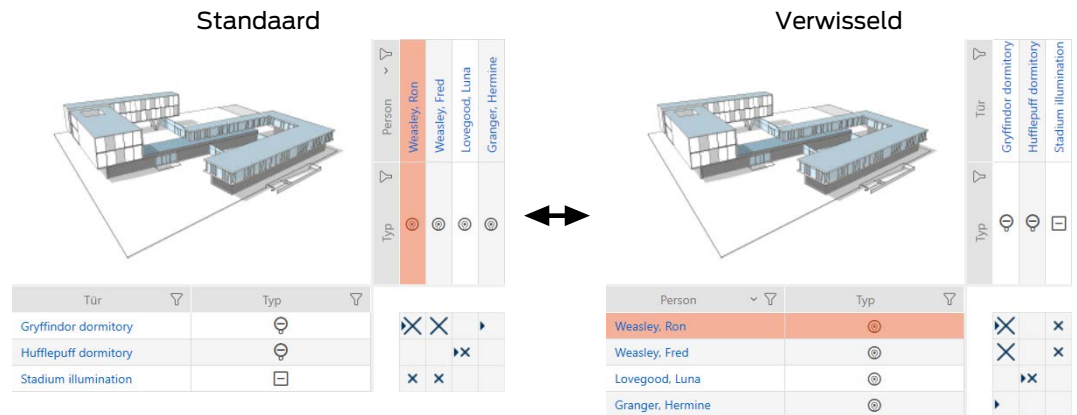 Standaard
Person
Weasley, Ron
Weasley, Fred
Lovegood, Luna
Granger, Hermine
Typ
Tür
Typ
Gryffindor dormitory
Hufflepuff dormitory
Stadium illumination
Verwisseld
Tür
Gryffindor dormitory
Hufflepuff dormitory
Stadium illumination
Typ
Person
Typ
Weasley, Ron
Weasley, Fred
Lovegood, Luna
Granger, Hermine